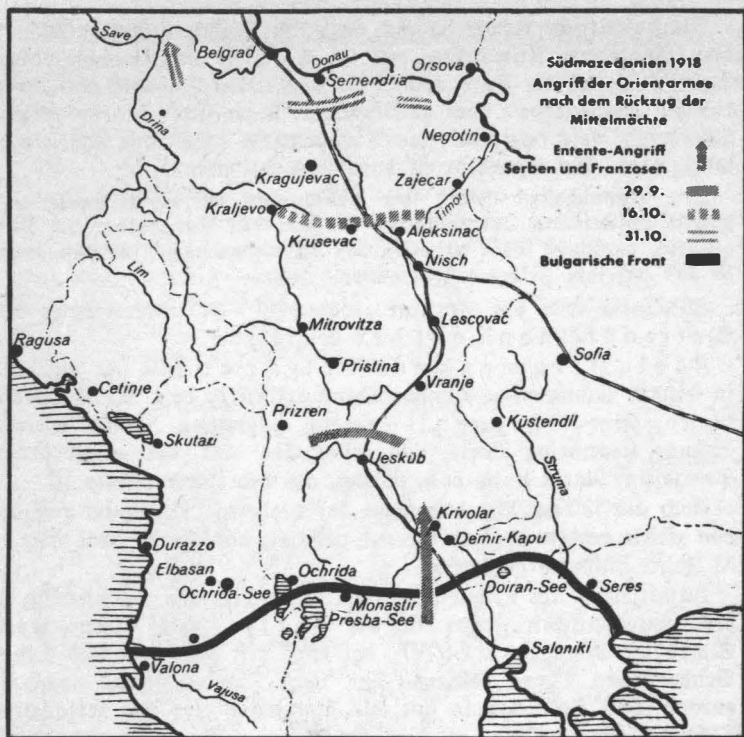 Save
Belgrad
Donau
Orsova
Semendria
Drina
Negotin
Kragujevac
Zajecar
Timor
Kraljevo
Krusevac
Aleksinac
Nisch
Lim
Mitrovitza
Lescovac
Ragusa
Pristina
Sofia
Cetinje
Vranje
Prizren
Küstendil
Skutari
Uesküb
Struma
Krivolar
Durazzo
Demir-Kapu
Elbasan
Ochrida
Ochrida-See
Monastir
Doiran-See
Seres
Presba-See
Saloniki
Valona
Vajusa
Südmazedonien 1918
Angriff der Orientarmee
nach dem Rückzug der
Mittelmächte
Entente-Angriff
Serben und Franzosen
29.9.
16.10.
31.10.
Bulgarische Front